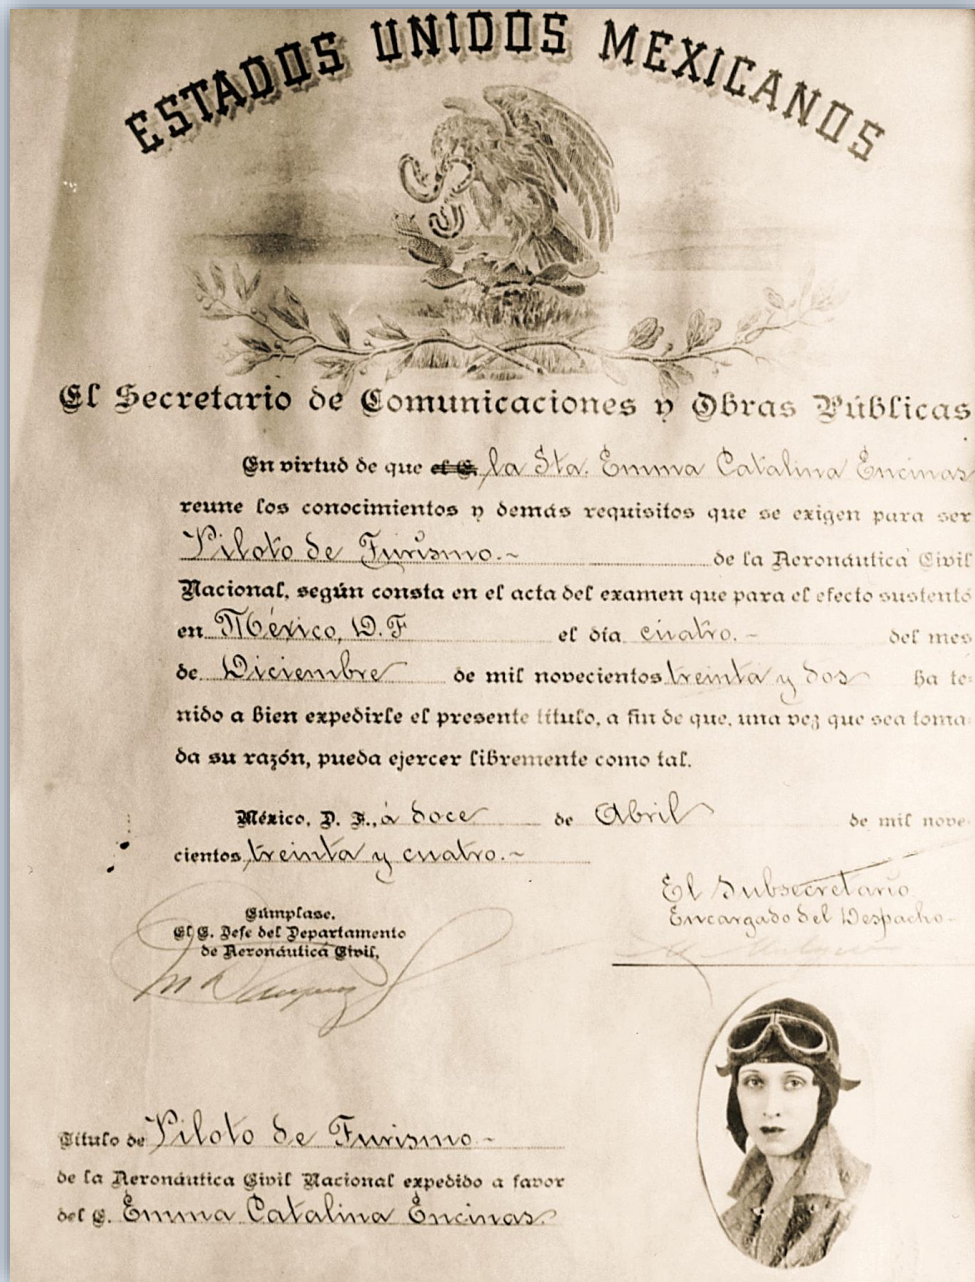 ESTADOS UNIDOS MEXICANOS
El Secretario de Comunicaciones y Obras Públicas
En virtud de que el C. la Sta. Emma Catalina Encinas
reune los conocimientos y demás requisitos que se exigen para ser
Piloto de Turismo.~ de la Aeronáutica Civil
Nacional, según consta en el acta del examen que para el efecto sustentó
en México, D.F el día cuatro.- del mes
de Diciembre de mil novecientos treinta y dos ha te-
nido a bien expedirle el presente título, a fin de que, una vez que sea toma-
da su razón, pueda ejercer libremente como tal.
México, D. F., á doce de Abril de mil nove-
cientos treinta y cuatro.~
El Subsecretario
Encargado del Despacho-
Cúmplase.
El C. Jefe del Departamento
de Aeronáutica Civil,
Título de Piloto de Turismo-
de la Aeronáutica Civil Nacional expedido a favor
del C. Emma Catalina Encinas.